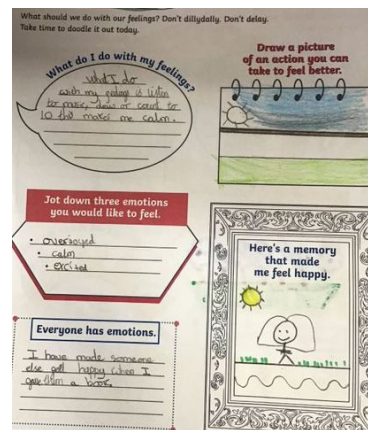 What should we do with our feelings? Don't dillydally. Don't delay.
Take time to doodle it out today.
What do I do with my feelings?
what I do
with my feelings is listin
to music, draw or count to
10 this makes me calm.
Draw a picture
of an action you can
take to feel better.
Jot down three emotions
you would like to feel.
• overjoyed
• calm
• excited
Here's a memory
that made
me feel happy.
Everyone has emotions.
I have made someone
else happy when I
gave them a book.